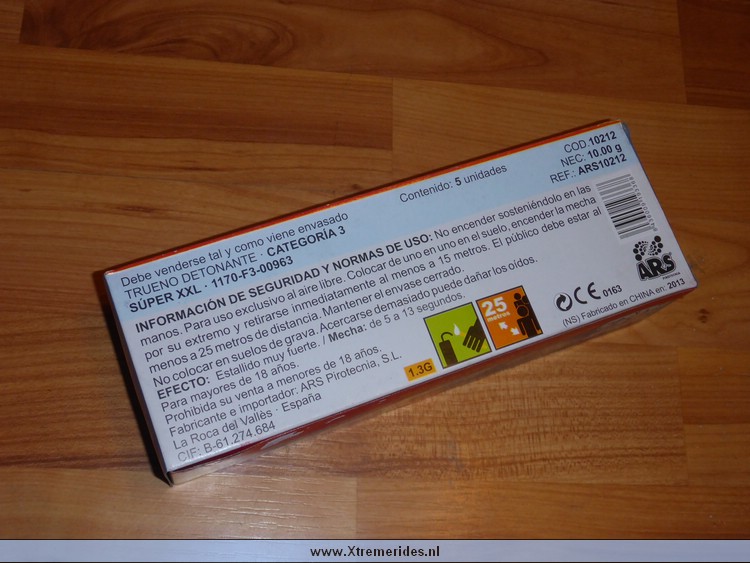 Debe venderse tal y como viene envasado
TRUENO DETONANTE · CATEGORÍA 3
SÚPER XXL · 1170-F3-00963
Contenido: 5 unidades
COD.10212
NEC: 10.00 g
REF.: ARS10212
INFORMACIÓN DE SEGURIDAD Y NORMAS DE USO: No encender sosteniéndolo en las
manos. Para uso exclusivo al aire libre. Colocar de uno en uno en el suelo, encender la mecha
por su extremo y retirarse inmediatamente al menos a 15 metros. El público debe estar al
menos a 25 metros de distancia. Mantener el envase cerrado.
No colocar en suelos de grava. Acercarse demasiado puede dañar los oídos.
EFECTO: Estallido muy fuerte. / Mecha: de 5 a 13 segundos.
Para mayores de 18 años.
Prohibida su venta a menores de 18 años.
Fabricante e importador: ARS Pirotecnia, S.L.
La Roca del Vallès · España
CIF: B-61.274.684
1.3G
25
metros
ARS
CE 0163
(NS) Fabricado en CHINA en: 2013
www.Xtremerides.nl